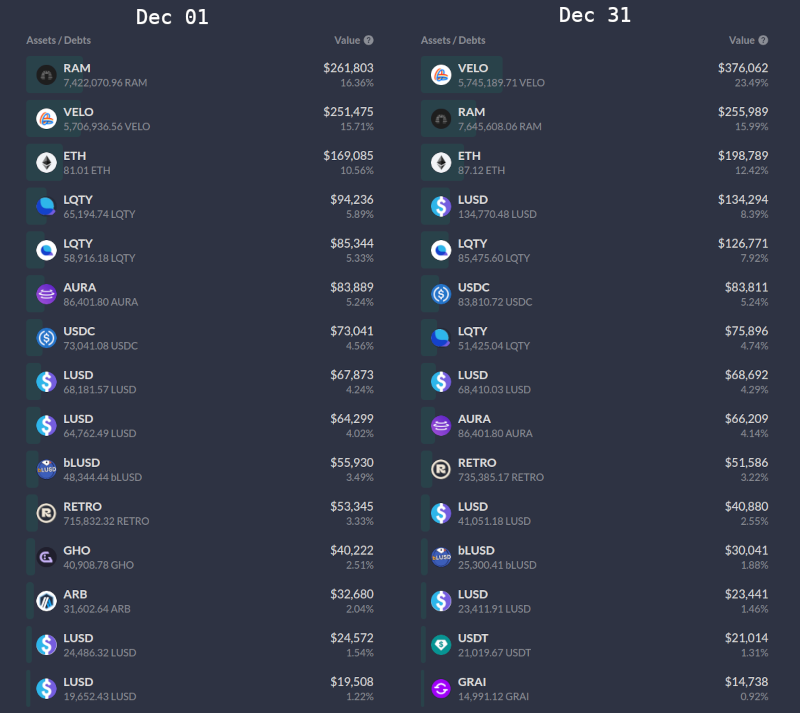 Dec 01
Assets / Debts Value ?
RAM $261,803
7,422,070.96 RAM 16.36%
VELO $251,475
5,706,936.56 VELO 15.71%
ETH $169,085
81.01 ETH 10.56%
LQTY $94,236
65,194.74 LQTY 5.89%
LQTY $85,344
58,916.18 LQTY 5.33%
AURA $83,889
86,401.80 AURA 5.24%
USDC $73,041
73,041.08 USDC 4.56%
LUSD $67,873
68,181.57 LUSD 4.24%
LUSD $64,299
64,762.49 LUSD 4.02%
bLUSD $55,930
48,344.44 bLUSD 3.49%
RETRO $53,345
715,832.32 RETRO 3.33%
GHO $40,222
40,908.78 GHO 2.51%
ARB $32,680
31,602.64 ARB 2.04%
LUSD $24,572
24,486.32 LUSD 1.54%
LUSD $19,508
19,652.43 LUSD 1.22%
Dec 31
Assets / Debts Value ?
VELO $376,062
5,745,189.71 VELO 23.49%
RAM $255,989
7,645,608.06 RAM 15.99%
ETH $198,789
87.12 ETH 12.42%
LUSD $134,294
134,770.48 LUSD 8.39%
LQTY $126,771
85,475.60 LQTY 7.92%
USDC $83,811
83,810.72 USDC 5.24%
LQTY $75,896
51,425.04 LQTY 4.74%
LUSD $68,692
68,410.03 LUSD 4.29%
AURA $66,209
86,401.80 AURA 4.14%
RETRO $51,586
735,385.17 RETRO 3.22%
LUSD $40,880
41,051.18 LUSD 2.55%
bLUSD $30,041
25,300.41 bLUSD 1.88%
LUSD $23,441
23,411.91 LUSD 1.46%
USDT $21,014
21,019.67 USDT 1.31%
GRAI $14,738
14,991.12 GRAI 0.92%